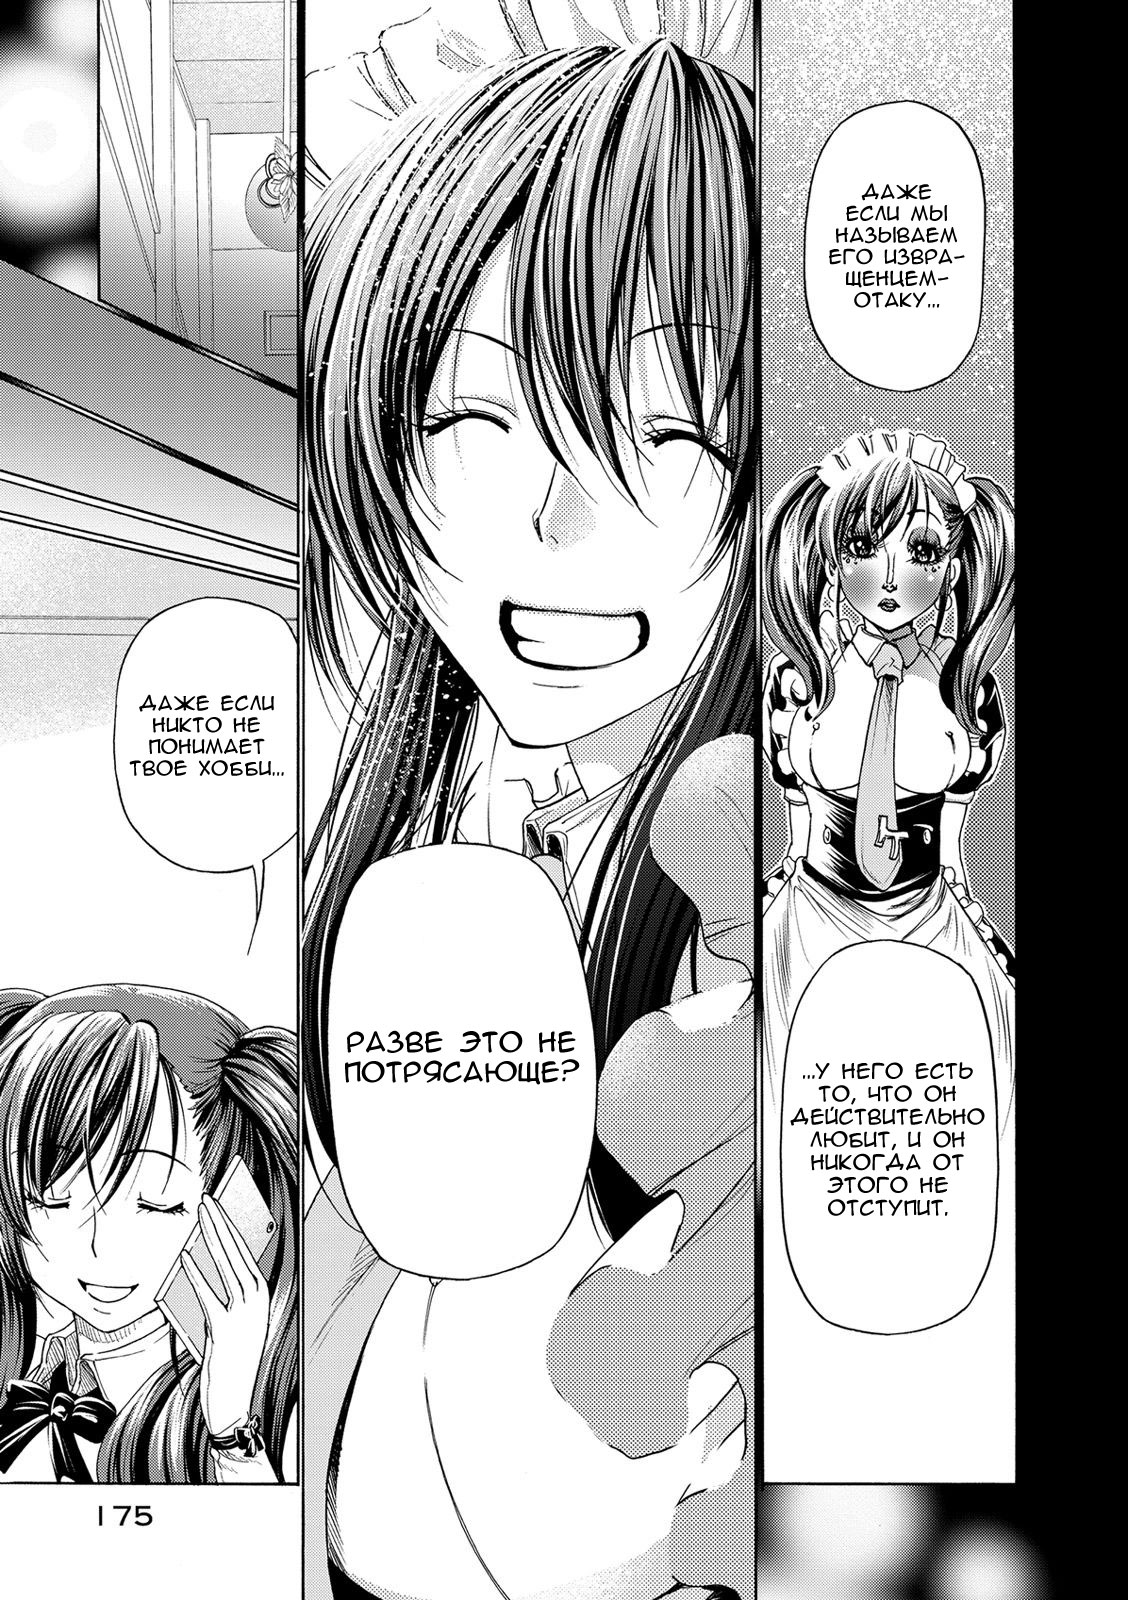 ДАЖЕ
ЕСЛИ МЫ
НАЗЫВАЕМ
ЕГО ИЗВРА-
ЩЕНЦЕМ-
ОТАКУ...
...У НЕГО ЕСТЬ
ТО, ЧТО ОН
ДЕЙСТВИТЕЛЬНО
ЛЮБИТ, И ОН
НИКОГДА ОТ
ЭТОГО НЕ
ОТСТУПИТ.
РАЗВЕ ЭТО НЕ
ПОТРЯСАЮЩЕ?
ДАЖЕ ЕСЛИ
НИКТО НЕ
ПОНИМАЕТ
ТВОЕ ХОББИ...
175